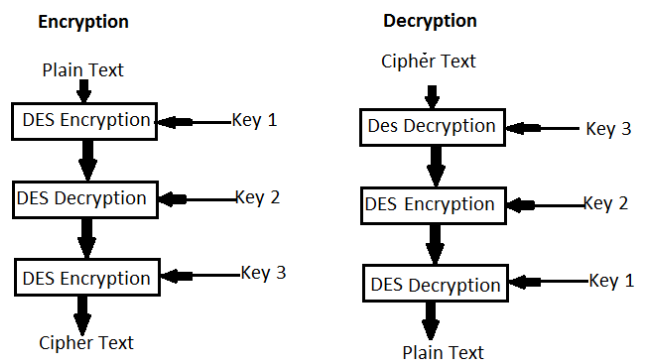 Encryption
Plain Text
DES Encryption
Key 1
DES Decryption
Key 2
DES Encryption
Key 3
Cipher Text
Decryption
Cipher Text
Des Decryption
Key 3
DES Encryption
Key 2
DES Decryption
Key 1
Plain Text